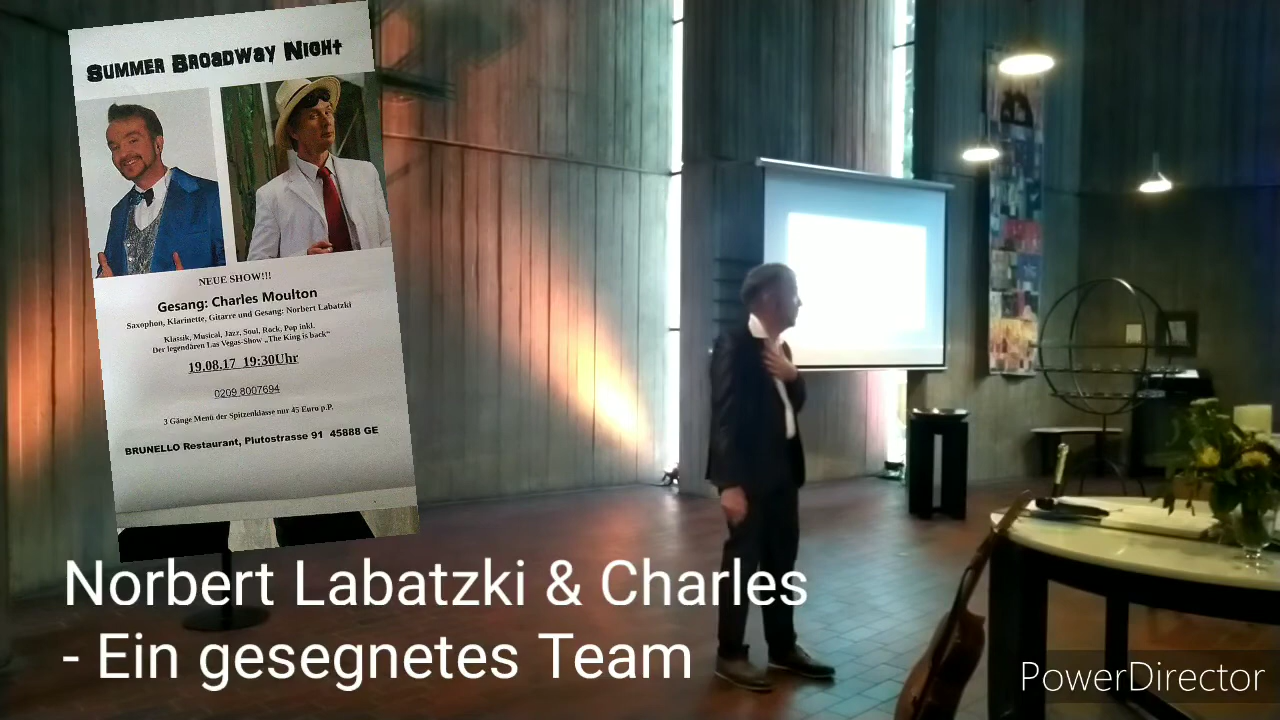 SUMMER BROADWAY NIGHT
NEUE SHOW!!!
Gesang: Charles Moulton
Saxophon, Klarinette, Gitarre und Gesang: Norbert Labatzki
Klassik, Musical, Jazz, Soul, Rock, Pop inkl.
Der legendären Las Vegas-Show „The King is back“
19.08.17 19:30Uhr
0209 8007694
3 Gänge Menü der Spitzenklasse nur 45 Euro p.P.
BRUNELLO Restaurant, Plutostrasse 91 45888 GE
Norbert Labatzki & Charles
- Ein gesegnetes Team
PowerDirector